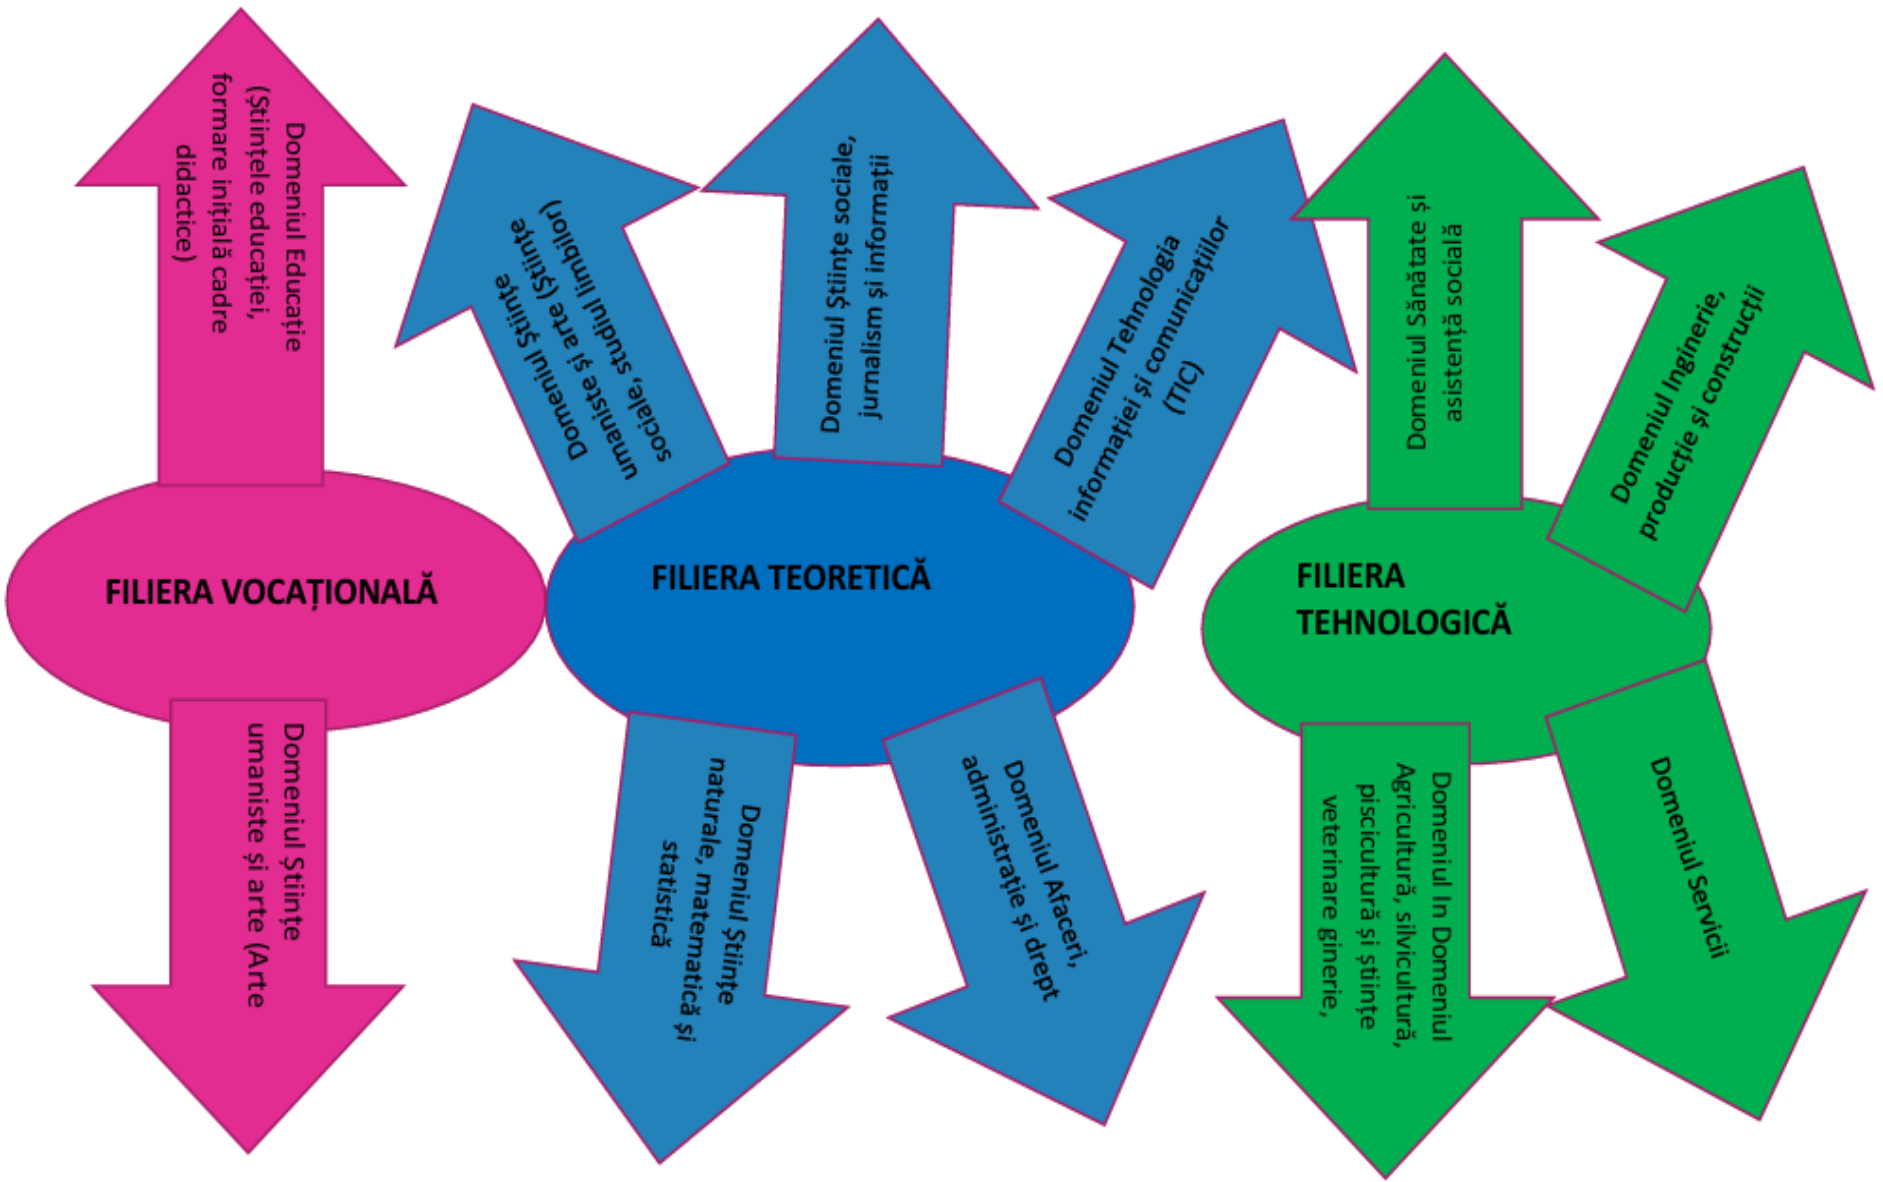 Domeniul Educație
(Științele educației,
formare inițială cadre
didactice)
FILIERA VOCAȚIONALĂ
Domeniul Științe
umaniste și arte (Arte
Domeniul Științe
umaniste și arte (Științe
sociale, studiul limbilor)
Domeniul Științe sociale,
jurnalism și informații
Domeniul Tehnologia
informației și comunicațiilor
(TIC)
FILIERA TEORETICĂ
Domeniul Științe
naturale, matematică și
statistică
Domeniul Afaceri,
administrație și drept
Domeniul Sănătate și
asistență socială
Domeniul Inginerie,
producție și construcții
FILIERA
TEHNOLOGICĂ
Domeniul In Domeniul
Agricultură, silvicultură,
piscicultură și științe
veterinare ginerie,
Domeniul Servicii